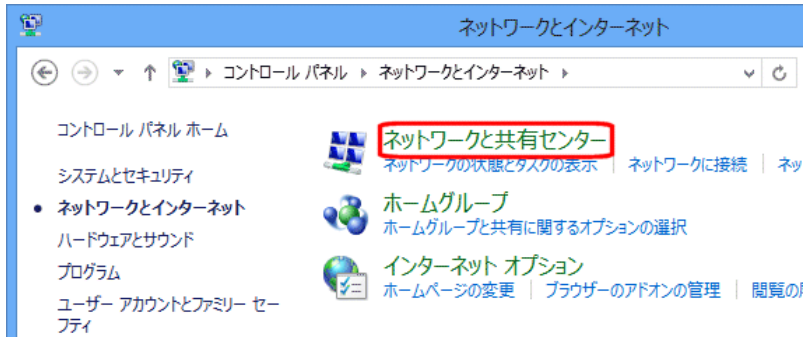 ネットワークとインターネット
コントロール パネル ネットワークとインターネット
コントロール パネル ホーム
システムとセキュリティ
ネットワークとインターネット
ハードウェアとサウンド
プログラム
ユーザー アカウントとファミリー セー
フティ
ネットワークと共有センター
ネットワークの状態とタスクの表示 ネットワークに接続 ネッ
ホームグループ
ホームグループと共有に関するオプションの選択
インターネット オプション
ホームページの変更 ブラウザーのアドオンの管理 閲覧の